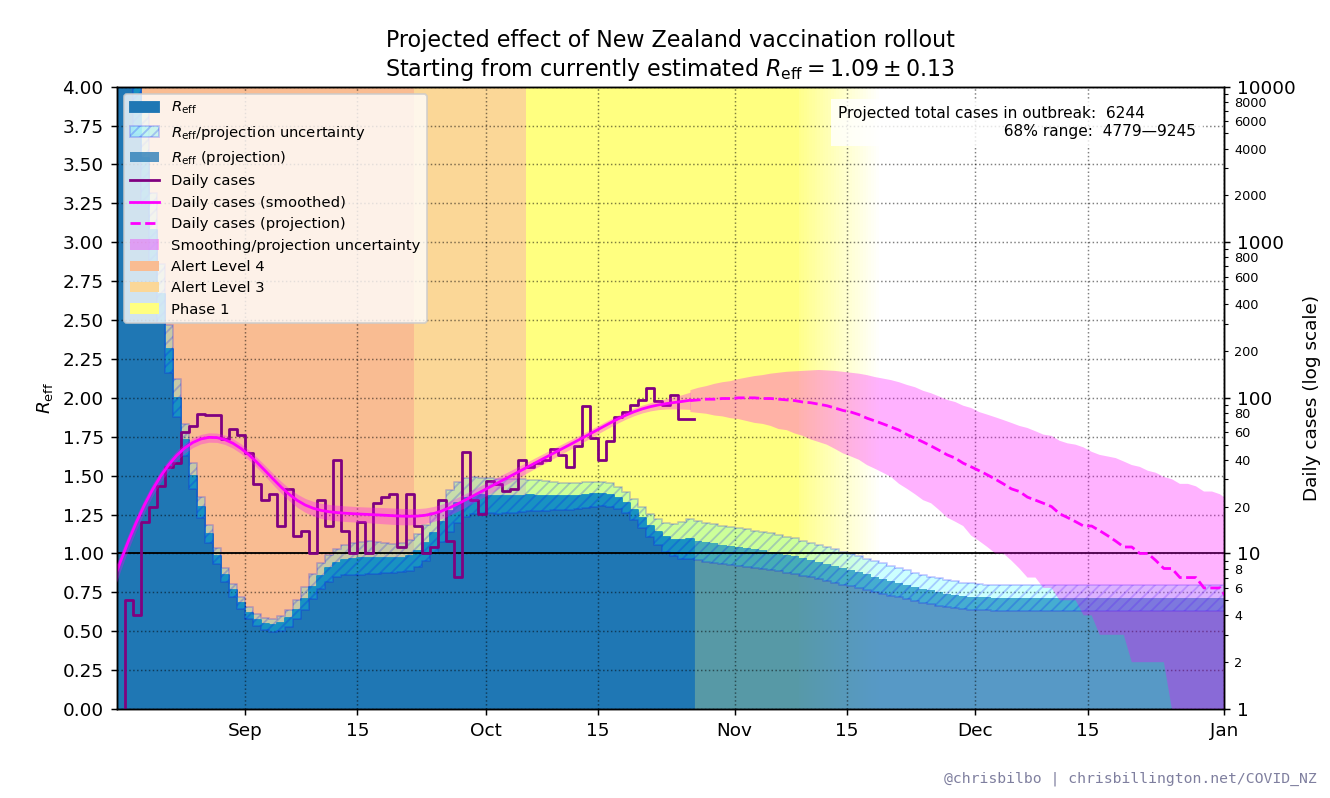 Projected effect of New Zealand vaccination rollout
Starting from currently estimated R_eff = 1.09 ± 0.13
R_eff
R_eff/projection uncertainty
R_eff (projection)
Daily cases
Daily cases (smoothed)
Daily cases (projection)
Smoothing/projection uncertainty
Alert Level 4
Alert Level 3
Phase 1
Projected total cases in outbreak: 6244
68% range: 4779—9245
R_eff
4.00
3.75
3.50
3.25
3.00
2.75
2.50
2.25
2.00
1.75
1.50
1.25
1.00
0.75
0.50
0.25
0.00
10000
8000
6000
4000
2000
1000
800
600
400
200
100
80
60
40
20
10
8
6
4
2
1
Daily cases (log scale)
Sep 15 Oct 15 Nov 15 Dec 15 Jan
@chrisbilbo | chrisbillington.net/COVID_NZ